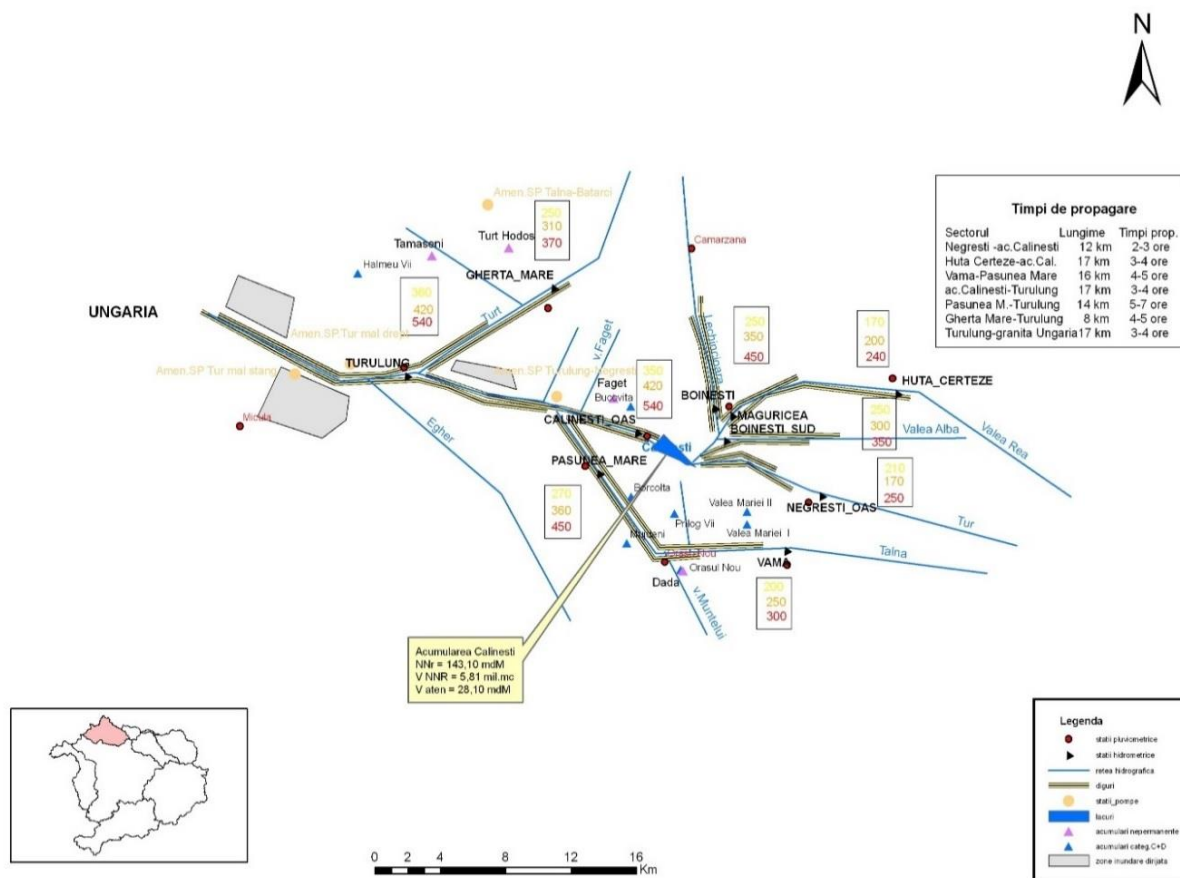 N
Timpi de propagare
Sectorul Lungime Timpi prop.
Negresti -ac.Calinesti 12 km 2-3 ore
Huta Certeze-ac.Cal. 17 km 3-4 ore
Vama-Pasunea Mare 16 km 4-5 ore
ac.Calinesti-Turulung 17 km 3-4 ore
Pasunea M.-Turulung 14 km 5-7 ore
Gherta Mare-Turulung 8 km 4-5 ore
Turulung-granita Ungaria 17 km 3-4 ore
Amen.SP Talna-Batarci
250
310
370
Turt Hodos
Tamaseni
Halmeu Vii
GHERTA_MARE
Camarzana
360
420
540
UNGARIA
Turt
Amen.SP Tur mal drept
v.Faget
Lechincioara
250
350
450
170
200
240
TURULUNG
Amen.SP Tur mal stang
Amen.SP Turulung-Negresti
350
420
540
HUTA_CERTEZE
Faget
Bucovita
BOINESTI
MAGURICEA
BOINESTI_SUD
250
300
350
Valea Alba
Valea Rea
Micula
CALINESTI_OAS
Egher
PASUNEA_MARE
210
170
250
270
360
450
Borcolta
Valea Mariei II
NEGRESTI_OAS
Prilog Vii
Valea Mariei I
Tur
Mujdeni
Talna
VAMA
Orasul Nou
Dada
v.Muntelui
200
250
300
Acumularea Calinesti
NNr = 143,10 mdM
V NNR = 5,81 mil.mc
V aten = 28,10 mdM
Legenda
statii pluviometrice
statii hidrometrice
retea hidrografica
diguri
statii_pompe
lacuri
acumulari nepermanente
acumulari categ.C+D
zone inundare dirijata
0 2 4 8 12 16
Km